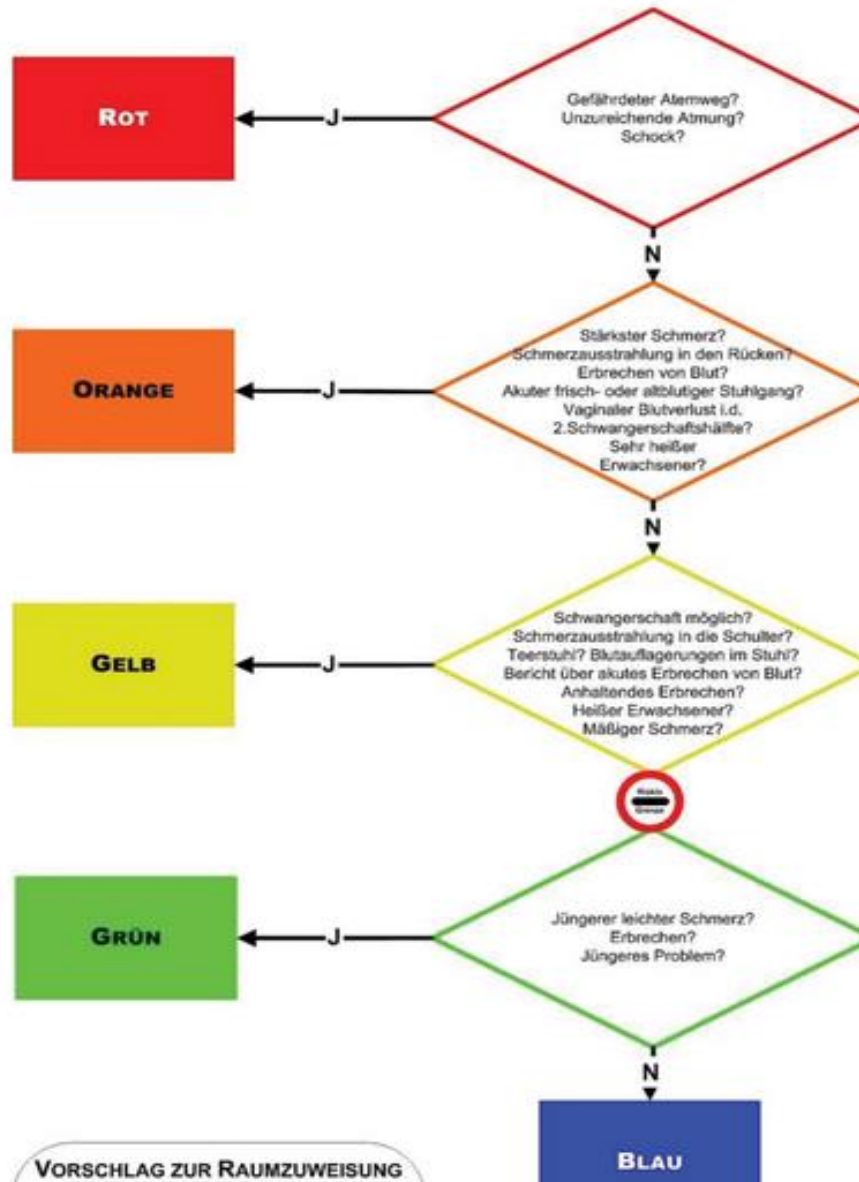 Gefährdeter Atemweg?
Unzureichende Atmung?
Schock?
ROT
J
N
Stärkster Schmerz?
Schmerzausstrahlung in den Rücken?
Erbrechen von Blut?
Akuter frisch- oder altblutiger Stuhlgang?
Vaginaler Blutverlust i.d.
2.Schwangerschaftshälfte?
Sehr heißer
Erwachsener?
ORANGE
J
N
Schwangerschaft möglich?
Schmerzausstrahlung in die Schulter?
Teerstuhl? Blutauflagerungen im Stuhl?
Bericht über akutes Erbrechen von Blut?
Anhaltendes Erbrechen?
Heißer Erwachsener?
Mäßiger Schmerz?
GELB
J
Grenze
Jüngerer leichter Schmerz?
Erbrechen?
Jüngeres Problem?
GRÜN
J
N
BLAU
VORSCHLAG ZUR RAUMZUWEISUNG